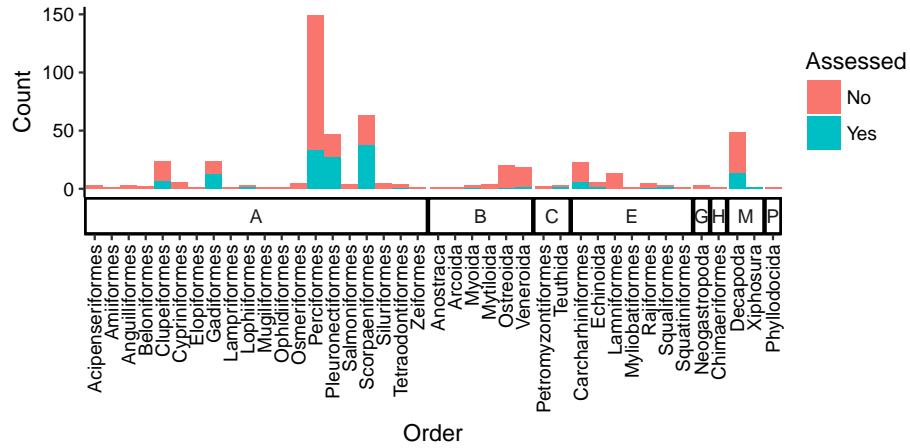 150
100
50
0
Count
Assessed
No
Yes
A
B
C
E
G
H
M
P
Acipenseriformes
Amiiformes
Anguilliformes
Beloniformes
Clupeiformes
Cypriniformes
Elopiformes
Gadiformes
Lampriformes
Lophiiformes
Mugiliformes
Ophidiiformes
Osmeriformes
Perciformes
Pleuronectiformes
Salmoniformes
Scorpaeniformes
Siluriformes
Tetraodontiformes
Zeiformes
Anostraca
Arcoida
Myoida
Mytiloida
Ostreoida
Veneroida
Petromyzontiformes
Teuthida
Carcharhiniformes
Echinoida
Lamniformes
Myliobatiformes
Rajiformes
Squaliformes
Squatiniformes
Neogastropoda
Chimaeriformes
Decapoda
Xiphosura
Phyllodocida
Order